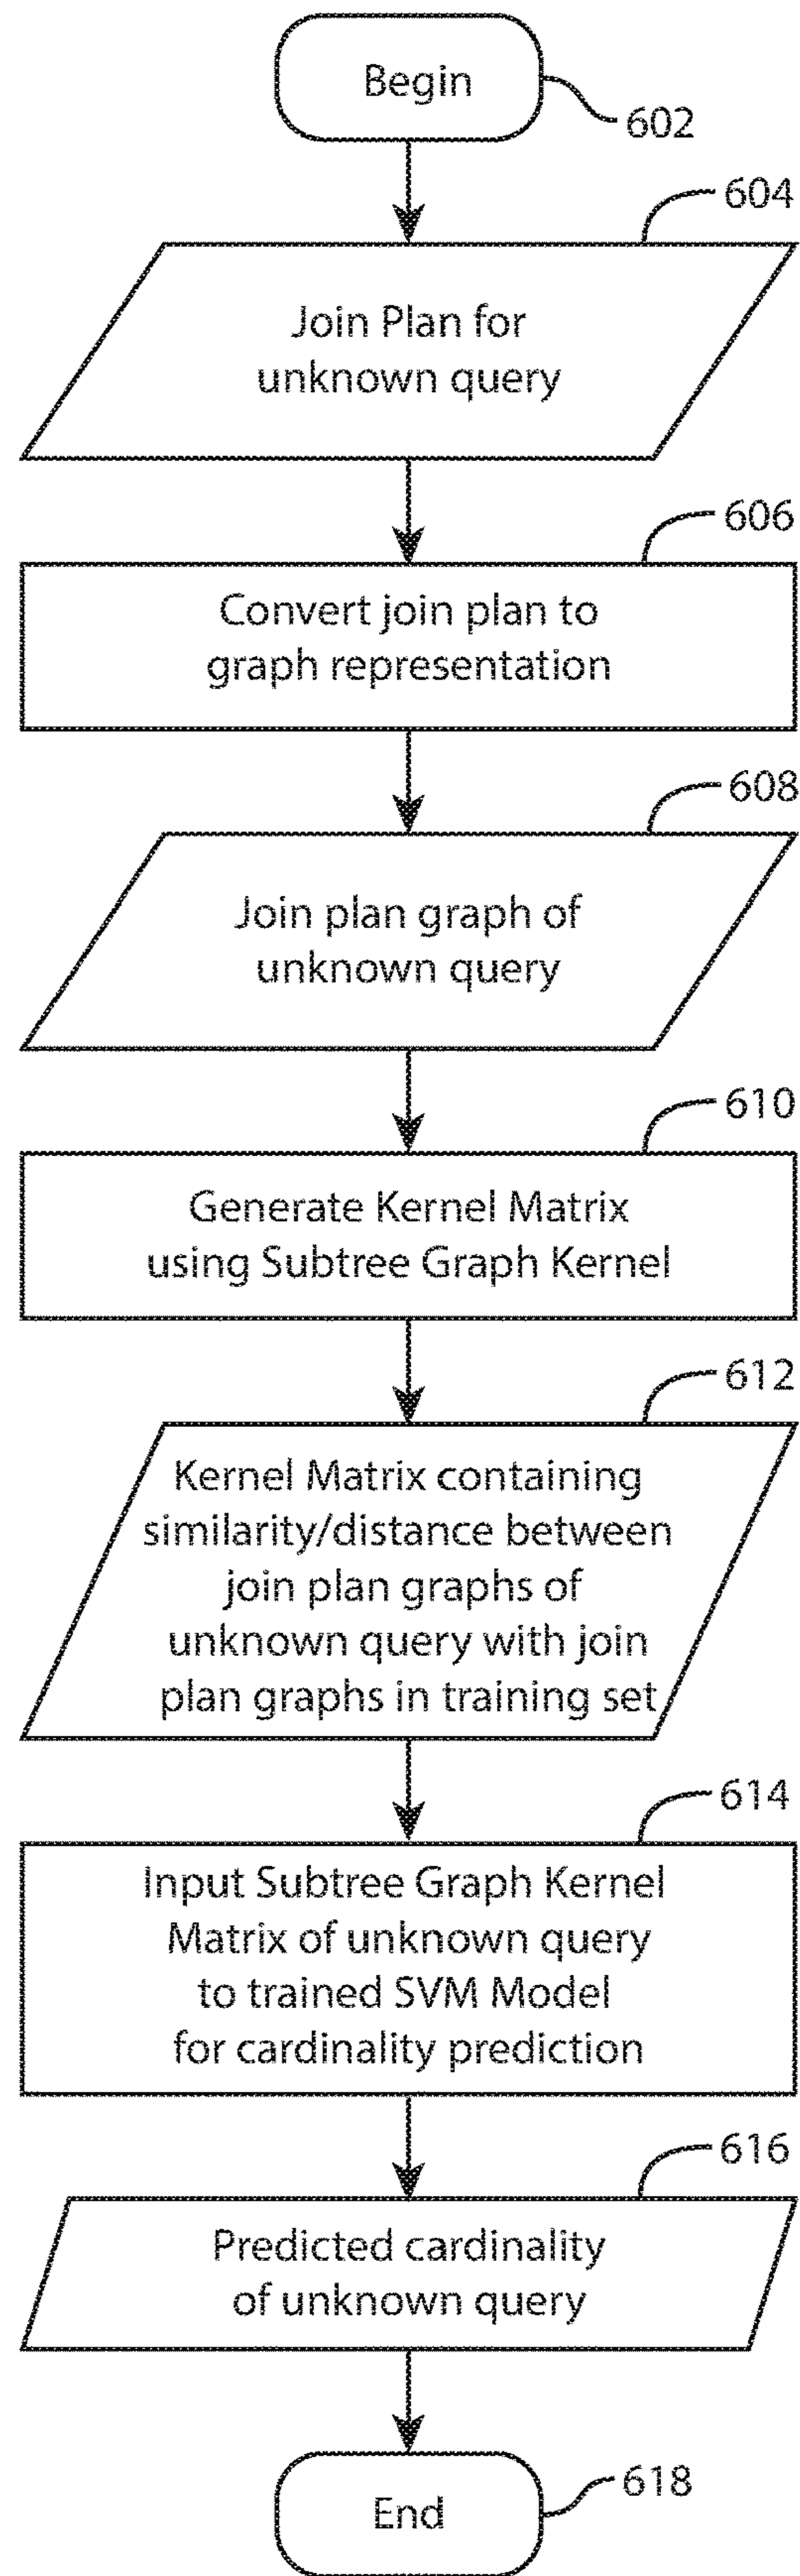 Begin
602
604
Join Plan for
unknown query
606
Convert join plan to
graph representation
608
Join plan graph of
unknown query
610
Generate Kernel Matrix
using Subtree Graph Kernel
612
Kernel Matrix containing
similarity/distance between
join plan graphs of
unknown query with join
plan graphs in training set
614
Input Subtree Graph Kernel
Matrix of unknown query
to trained SVM Model
for cardinality prediction
616
Predicted cardinality
of unknown query
End
618